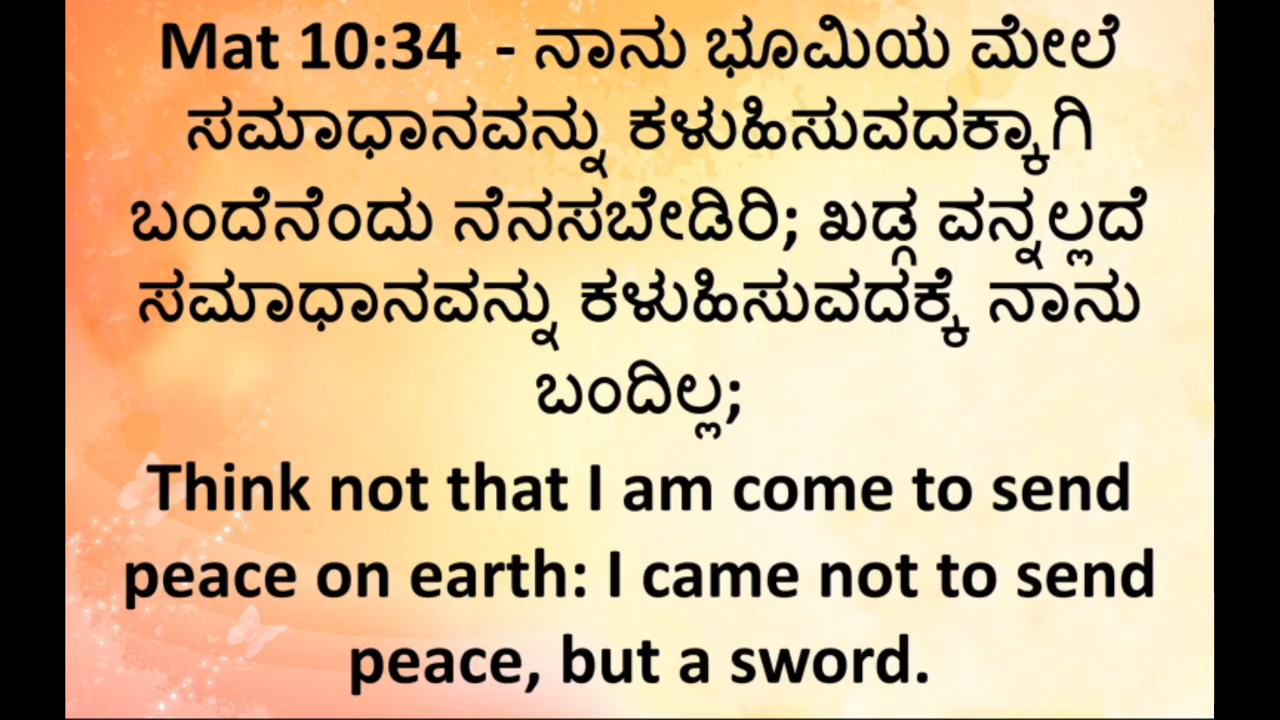 Mat 10:34 - ನಾನು ಭೂಮಿಯ ಮೇಲೆ
ಸಮಾಧಾನವನ್ನು ಕಳುಹಿಸುವದಕ್ಕಾಗಿ
ಬಂದೆನೆಂದು ನೆನಸಬೇಡಿರಿ; ಖಡ್ಗ ವನ್ನಲ್ಲದೆ
ಸಮಾಧಾನವನ್ನು ಕಳುಹಿಸುವದಕ್ಕೆ ನಾನು
ಬಂದಿಲ್ಲ;
Think not that I am come to send
peace on earth: I came not to send
peace, but a sword.